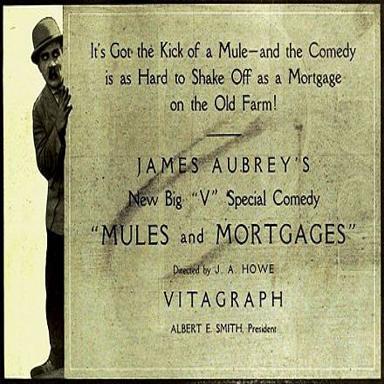 It's Got the Kick of a Mule—and the Comedy
is as Hard to Shake Off as a Mortgage
on the Old Farm!
JAMES AUBREY'S
New Big "V" Special Comedy
"MULES and MORTGAGES"
Directed by J. A. HOWE
VITAGRAPH
ALBERT E. SMITH, President